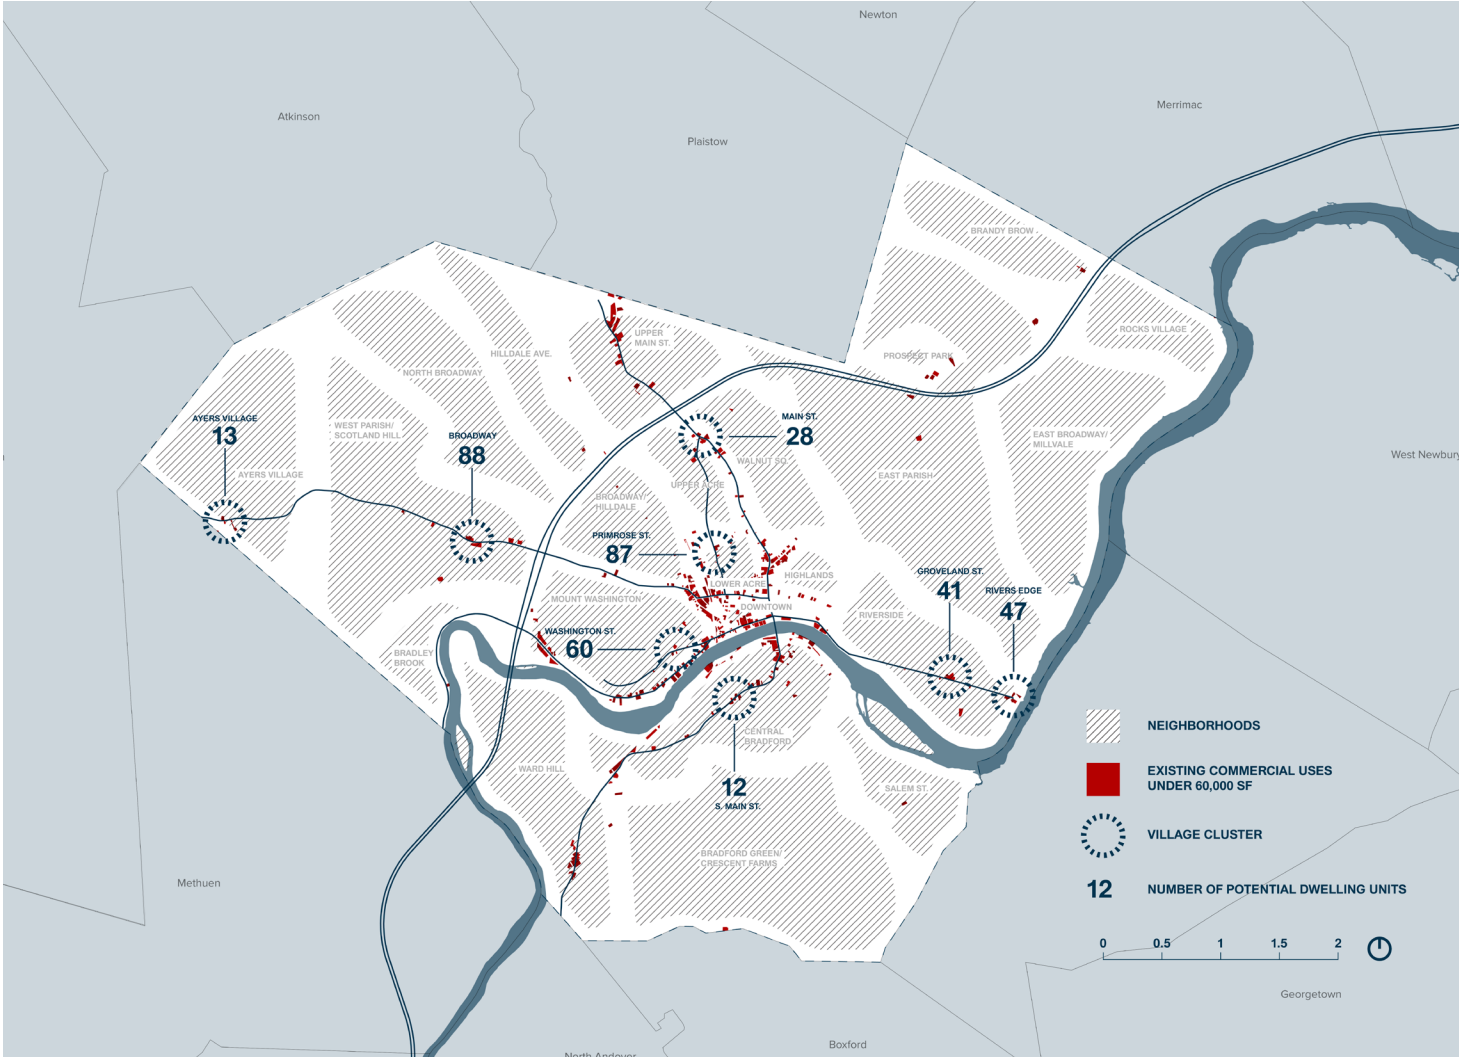 Newton
Atkinson
Merrimac
Plaistow
BRANDY BROW
ROCKS VILLAGE
UPPER
MAIN ST.
HILLDALE AVE.
PROSPECT PARK
NORTH BROADWAY
AYERS VILLAGE
13
WEST PARISH/
SCOTLAND HILL
BROADWAY
88
MAIN ST.
28
EAST BROADWAY/
MILLVALE
West Newbury
AYERS VILLAGE
WALNUT SQ.
UPPER ACRE
EAST PARISH
BROADWAY/
HILLDALE
PRIMROSE ST.
87
HIGHLANDS
LOWER ACRE
GROVELAND ST.
41
RIVERS EDGE
47
MOUNT WASHINGTON
DOWNTOWN
RIVERSIDE
WASHINGTON ST.
60
BRADLEY
BROOK
CENTRAL
BRADFORD
WARD HILL
12
S. MAIN ST.
SALEM ST.
BRADFORD GREEN/
CRESCENT FARMS
Methuen
NEIGHBORHOODS
EXISTING COMMERCIAL USES
UNDER 60,000 SF
VILLAGE CLUSTER
12 NUMBER OF POTENTIAL DWELLING UNITS
0 0.5 1 1.5 2
Georgetown
Boxford
North Andover